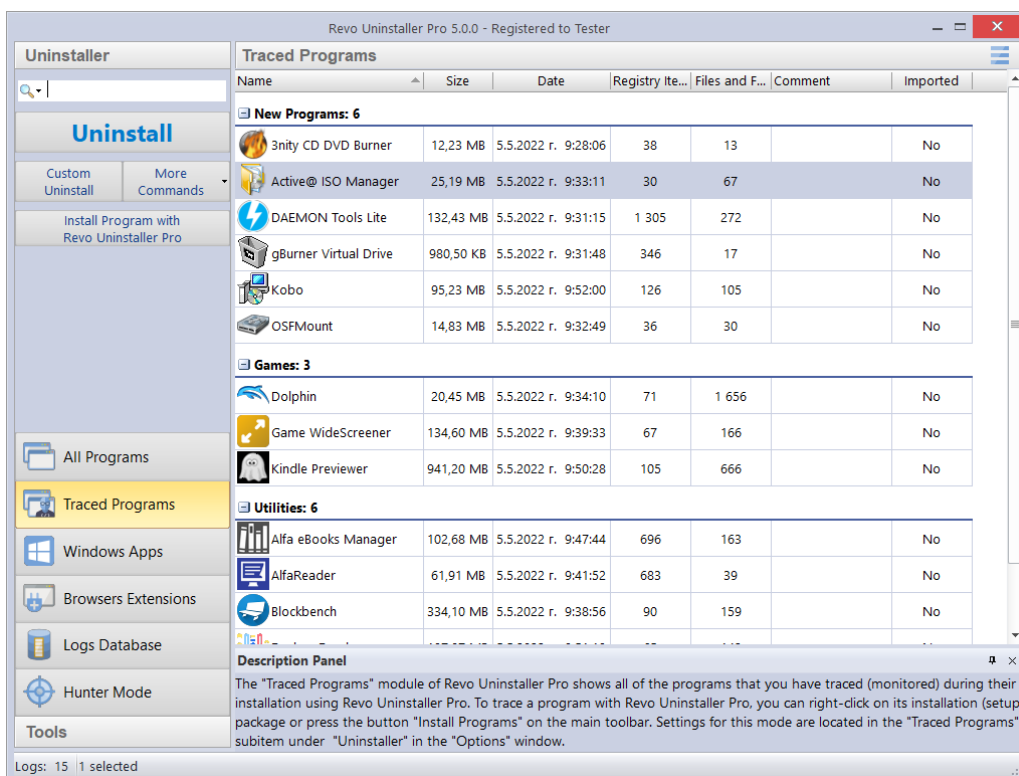 Revo Uninstaller Pro 5.0.0 - Registered to Tester
Uninstaller
Uninstall
Custom Uninstall
More Commands
Install Program with
Revo Uninstaller Pro
All Programs
Traced Programs
Windows Apps
Browsers Extensions
Logs Database
Hunter Mode
Tools
Traced Programs
Name Size Date Registry Ite... Files and F... Comment Imported
New Programs: 6
3nity CD DVD Burner 12,23 MB 5.5.2022 г. 9:28:06 38 13 No
Active@ ISO Manager 25,19 MB 5.5.2022 г. 9:33:11 30 67 No
DAEMON Tools Lite 132,43 MB 5.5.2022 г. 9:31:15 1 305 272 No
gBurner Virtual Drive 980,50 KB 5.5.2022 г. 9:31:48 346 17 No
Kobo 95,23 MB 5.5.2022 г. 9:52:00 126 105 No
OSFMount 14,83 MB 5.5.2022 г. 9:32:49 36 30 No
Games: 3
Dolphin 20,45 MB 5.5.2022 г. 9:34:10 71 1 656 No
Game WideScreener 134,60 MB 5.5.2022 г. 9:39:33 67 166 No
Kindle Previewer 941,20 MB 5.5.2022 г. 9:50:28 105 666 No
Utilities: 6
Alfa eBooks Manager 102,68 MB 5.5.2022 г. 9:47:44 696 163 No
AlfaReader 61,91 MB 5.5.2022 г. 9:41:52 683 39 No
Blockbench 334,10 MB 5.5.2022 г. 9:38:56 90 159 No
Description Panel
The "Traced Programs" module of Revo Uninstaller Pro shows all of the programs that you have traced (monitored) during their
installation using Revo Uninstaller Pro. To trace a program with Revo Uninstaller Pro, you can right-click on its installation (setup
package or press the button "Install Programs" on the main toolbar. Settings for this mode are located in the "Traced Programs"
subitem under "Uninstaller" in the "Options" window.
Logs: 15 1 selected